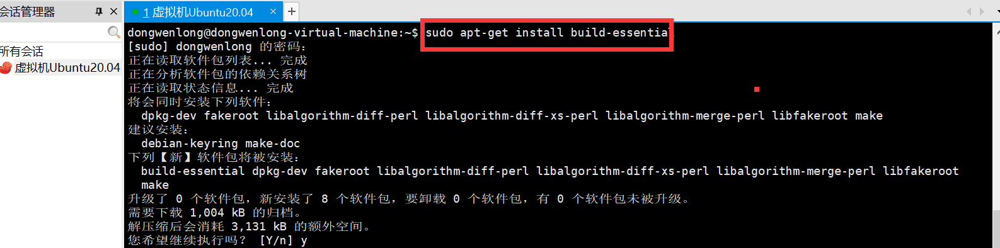 会话管理器
1 虚拟机Ubuntu20.04
所有会话
虚拟机Ubuntu20.04
dongwenlong@dongwenlong-virtual-machine:~$ sudo apt-get install build-essential
[sudo] dongwenlong 的密码：
正在读取软件包列表... 完成
正在分析软件包的依赖关系树
正在读取状态信息... 完成
将会同时安装下列软件：
dpkg-dev fakeroot libalgorithm-diff-perl libalgorithm-diff-xs-perl libalgorithm-merge-perl libfakeroot make
建议安装：
debian-keyring make-doc
下列【新】软件包将被安装：
build-essential dpkg-dev fakeroot libalgorithm-diff-perl libalgorithm-diff-xs-perl libalgorithm-merge-perl libfakeroot
make
升级了 0 个软件包，新安装了 8 个软件包，要卸载 0 个软件包，有 0 个软件包未被升级。
需要下载 1,004 kB 的归档。
解压缩后会消耗 3,131 kB 的额外空间。
您希望继续执行吗？ [Y/n] y